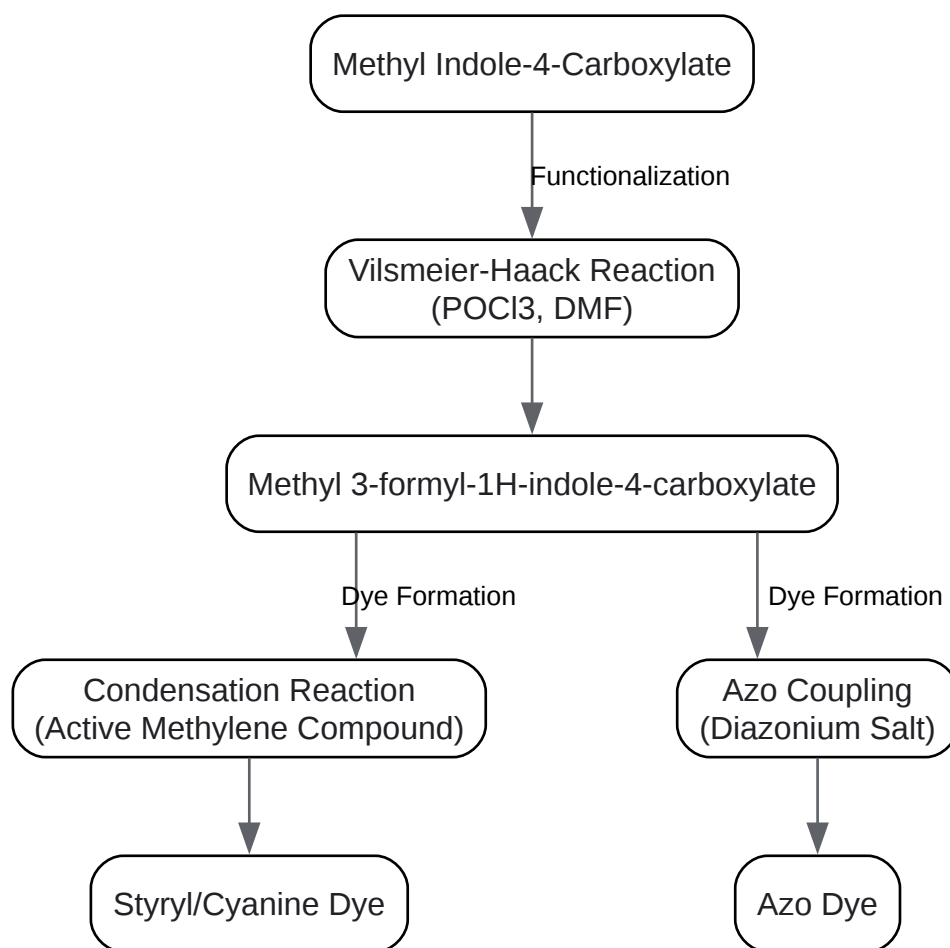 Methyl Indole-4-Carboxylate
Functionalization
Vilsmeier-Haack Reaction
(POCl3, DMF)
Methyl 3-formyl-1H-indole-4-carboxylate
Dye Formation
Dye Formation
Condensation Reaction
(Active Methylene Compound)
Azo Coupling
(Diazonium Salt)
Styryl/Cyanine Dye
Azo Dye